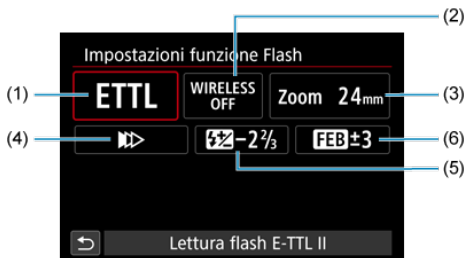 (2)
Impostazioni funzione Flash
(1) ETTL WIRELESS OFF Zoom 24mm (3)
(4) −2⅔ FEB±3 (6)
(5)
Lettura flash E-TTL II